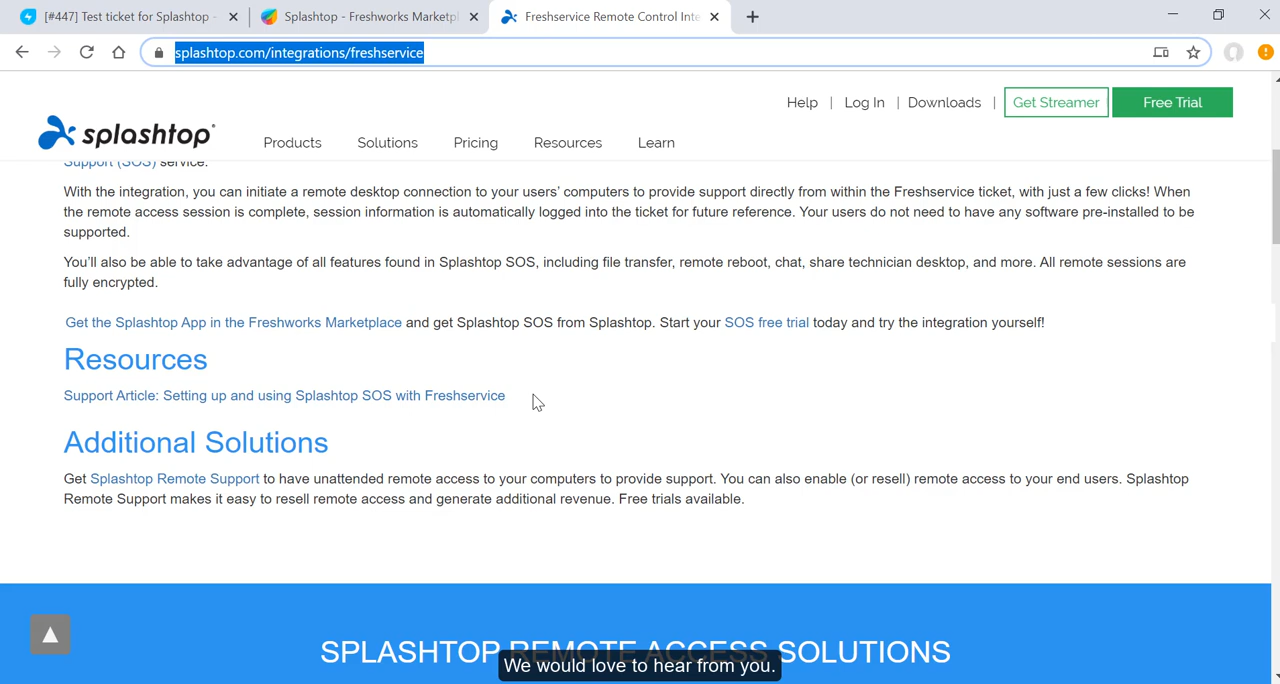 [#447] Test ticket for Splashtop -
Splashtop - Freshworks Marketpl
Freshservice Remote Control Inte
splashtop.com/integrations/freshservice
Help | Log In | Downloads | Get Streamer Free Trial
splashtop
Products Solutions Pricing Resources Learn
Support (SOS) service.
With the integration, you can initiate a remote desktop connection to your users' computers to provide support directly from within the Freshservice ticket, with just a few clicks! When
the remote access session is complete, session information is automatically logged into the ticket for future reference. Your users do not need to have any software pre-installed to be
supported.
You'll also be able to take advantage of all features found in Splashtop SOS, including file transfer, remote reboot, chat, share technician desktop, and more. All remote sessions are
fully encrypted.
Get the Splashtop App in the Freshworks Marketplace and get Splashtop SOS from Splashtop. Start your SOS free trial today and try the integration yourself!
Resources
Support Article: Setting up and using Splashtop SOS with Freshservice
Additional Solutions
Get Splashtop Remote Support to have unattended remote access to your computers to provide support. You can also enable (or resell) remote access to your end users. Splashtop
Remote Support makes it easy to resell remote access and generate additional revenue. Free trials available.
SPLASHTOP REMOTE ACCESS SOLUTIONS
We would love to hear from you.